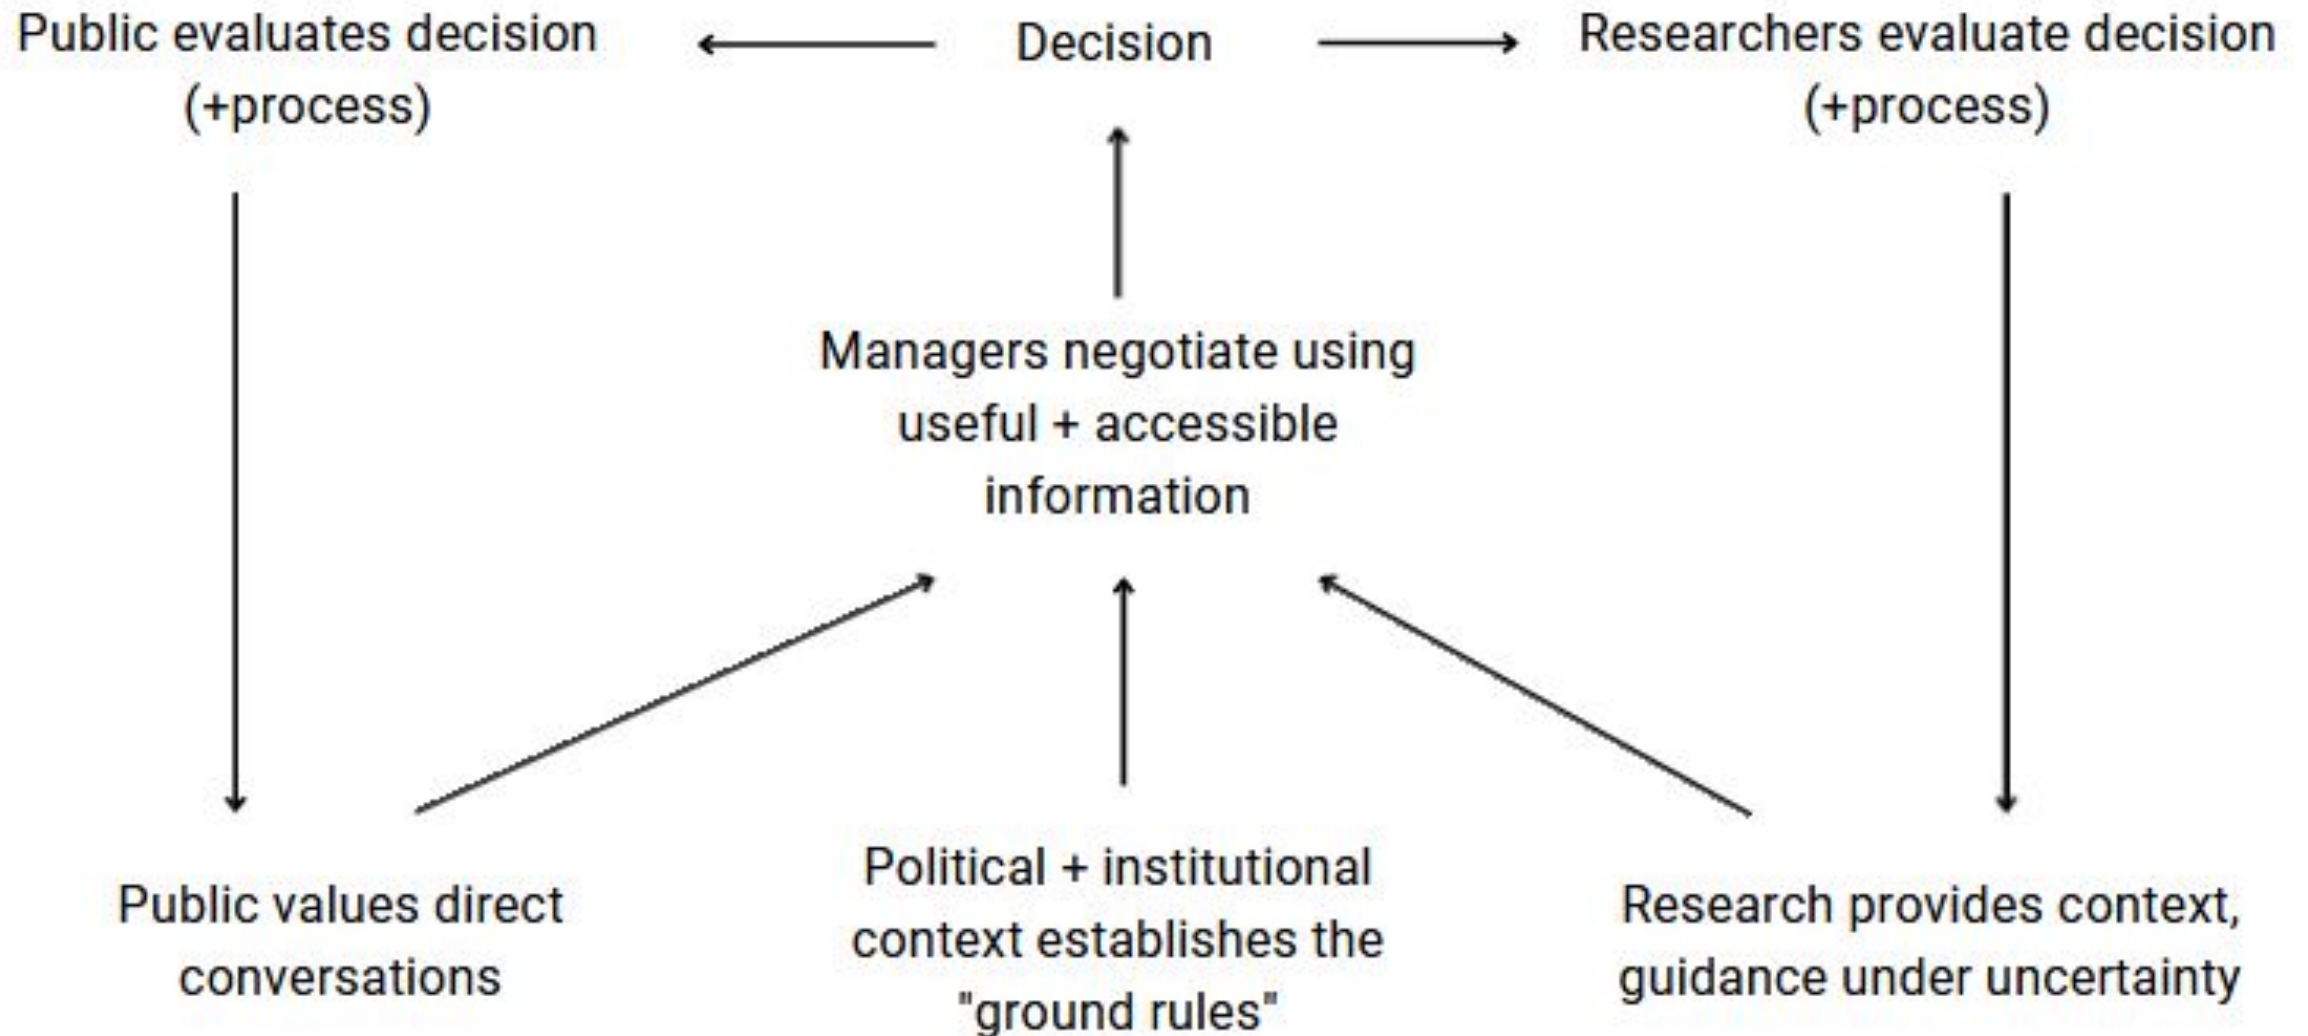 Public evaluates decision
(+process)
Decision
Researchers evaluate decision
(+process)
Managers negotiate using
useful + accessible
information
Public values direct
conversations
Political + institutional
context establishes the
"ground rules"
Research provides context,
guidance under uncertainty